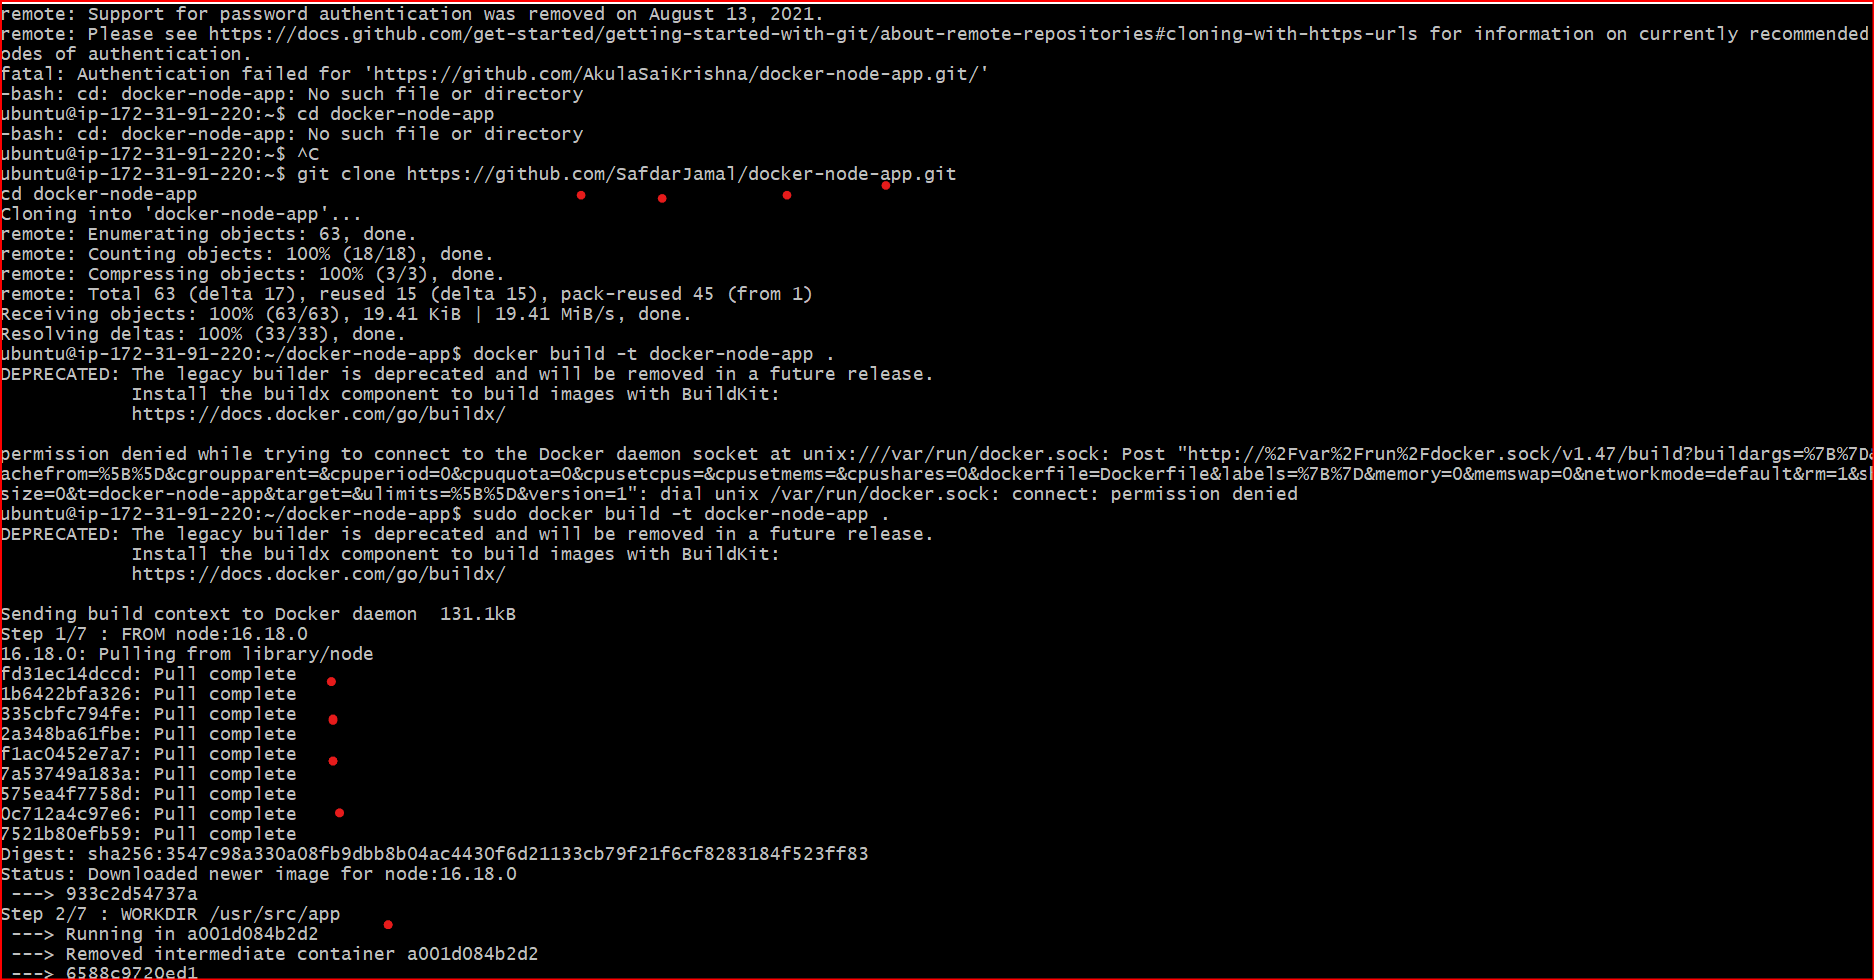 remote: Support for password authentication was removed on August 13, 2021.
remote: Please see https://docs.github.com/get-started/getting-started-with-git/about-remote-repositories#cloning-with-https-urls for information on currently recommended
odes of authentication.
fatal: Authentication failed for 'https://github.com/AkulaSaiKrishna/docker-node-app.git/'
-bash: cd: docker-node-app: No such file or directory
ubuntu@ip-172-31-91-220:~$ cd docker-node-app
-bash: cd: docker-node-app: No such file or directory
ubuntu@ip-172-31-91-220:~$ ^C
ubuntu@ip-172-31-91-220:~$ git clone https://github.com/SafdarJamal/docker-node-app.git
cd docker-node-app
Cloning into 'docker-node-app'...
remote: Enumerating objects: 63, done.
remote: Counting objects: 100% (18/18), done.
remote: Compressing objects: 100% (3/3), done.
remote: Total 63 (delta 17), reused 15 (delta 15), pack-reused 45 (from 1)
Receiving objects: 100% (63/63), 19.41 KiB | 19.41 MiB/s, done.
Resolving deltas: 100% (33/33), done.
ubuntu@ip-172-31-91-220:~/docker-node-app$ docker build -t docker-node-app .
DEPRECATED: The legacy builder is deprecated and will be removed in a future release.
Install the buildx component to build images with BuildKit:
https://docs.docker.com/go/buildx/
permission denied while trying to connect to the Docker daemon socket at unix:///var/run/docker.sock: Post "http://%2Fvar%2Frun%2Fdocker.sock/v1.47/build?buildargs=%7B%7D&
achefrom=%5B%5D&cgroupparent=&cpuperiod=0&cpuquota=0&cpusetcpus=&cpusetmems=&cpushares=0&dockerfile=Dockerfile&labels=%7B%7D&memory=0&memswap=0&networkmode=default&rm=1&sh
size=0&t=docker-node-app&target=&ulimits=%5B%5D&version=1": dial unix /var/run/docker.sock: connect: permission denied
ubuntu@ip-172-31-91-220:~/docker-node-app$ sudo docker build -t docker-node-app .
DEPRECATED: The legacy builder is deprecated and will be removed in a future release.
Install the buildx component to build images with BuildKit:
https://docs.docker.com/go/buildx/
Sending build context to Docker daemon  131.1kB
Step 1/7 : FROM node:16.18.0
16.18.0: Pulling from library/node
fd31ec14dccd: Pull complete
1b6422bfa326: Pull complete
335cbfc794fe: Pull complete
2a348ba61fbe: Pull complete
f1ac0452e7a7: Pull complete
7a53749a183a: Pull complete
575ea4f7758d: Pull complete
0c712a4c97e6: Pull complete
7521b80efb59: Pull complete
Digest: sha256:3547c98a330a08fb9dbb8b04ac4430f6d21133cb79f21f6cf8283184f523ff83
Status: Downloaded newer image for node:16.18.0
---> 933c2d54737a
Step 2/7 : WORKDIR /usr/src/app
---> Running in a001d084b2d2
---> Removed intermediate container a001d084b2d2
---> 6588c9720ed1